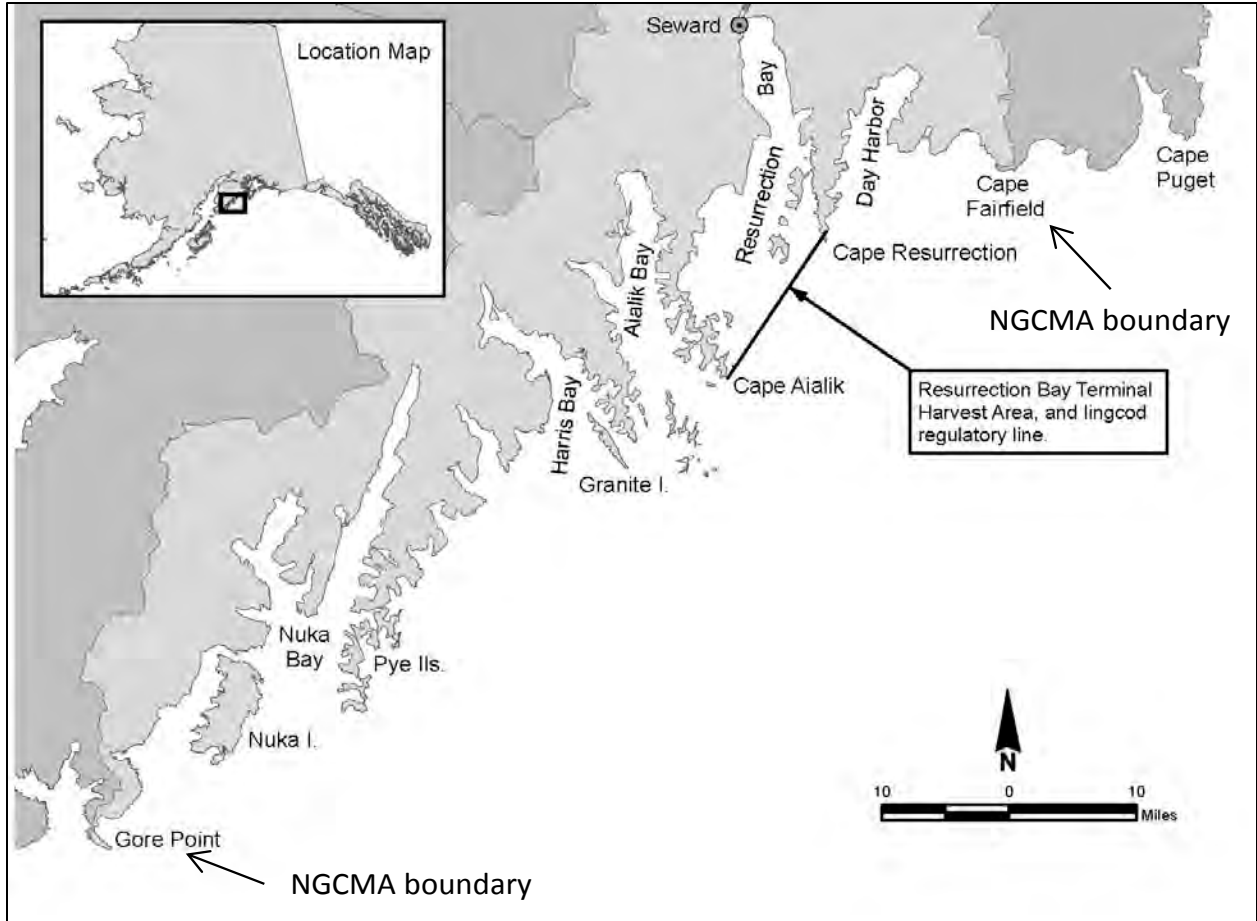 Location Map
Seward
Resurrection Bay
Day Harbor
Cape
Puget
Cape
Fairfield
Cape Resurrection
NGCMA boundary
Aialik Bay
Cape Aialik
Resurrection Bay Terminal
Harvest Area, and lingcod
regulatory line.
Harris Bay
Granite I.
Nuka
Bay
Pye Ils.
Nuka I.
Gore Point
NGCMA boundary
N
10 0 10
Miles